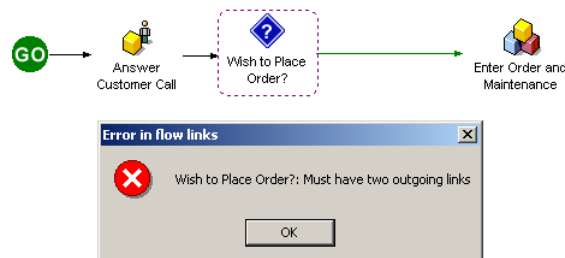 GO
Answer
Customer Call
Wish to Place
Order?
Enter Order and
Maintenance
Error in flow links
Wish to Place Order?: Must have two outgoing links
OK